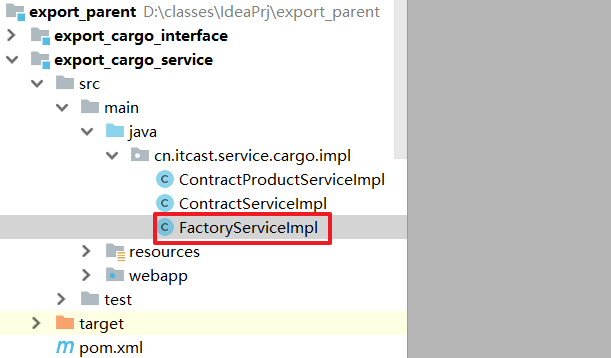 export_parent D:\classes\IdeaPrj\export_parent
export_cargo_interface
export_cargo_service
src
main
java
cn.itcast.service.cargo.impl
C ContractProductServiceImpl
C ContractServiceImpl
C FactoryServiceImpl
resources
webapp
test
target
m pom.xml